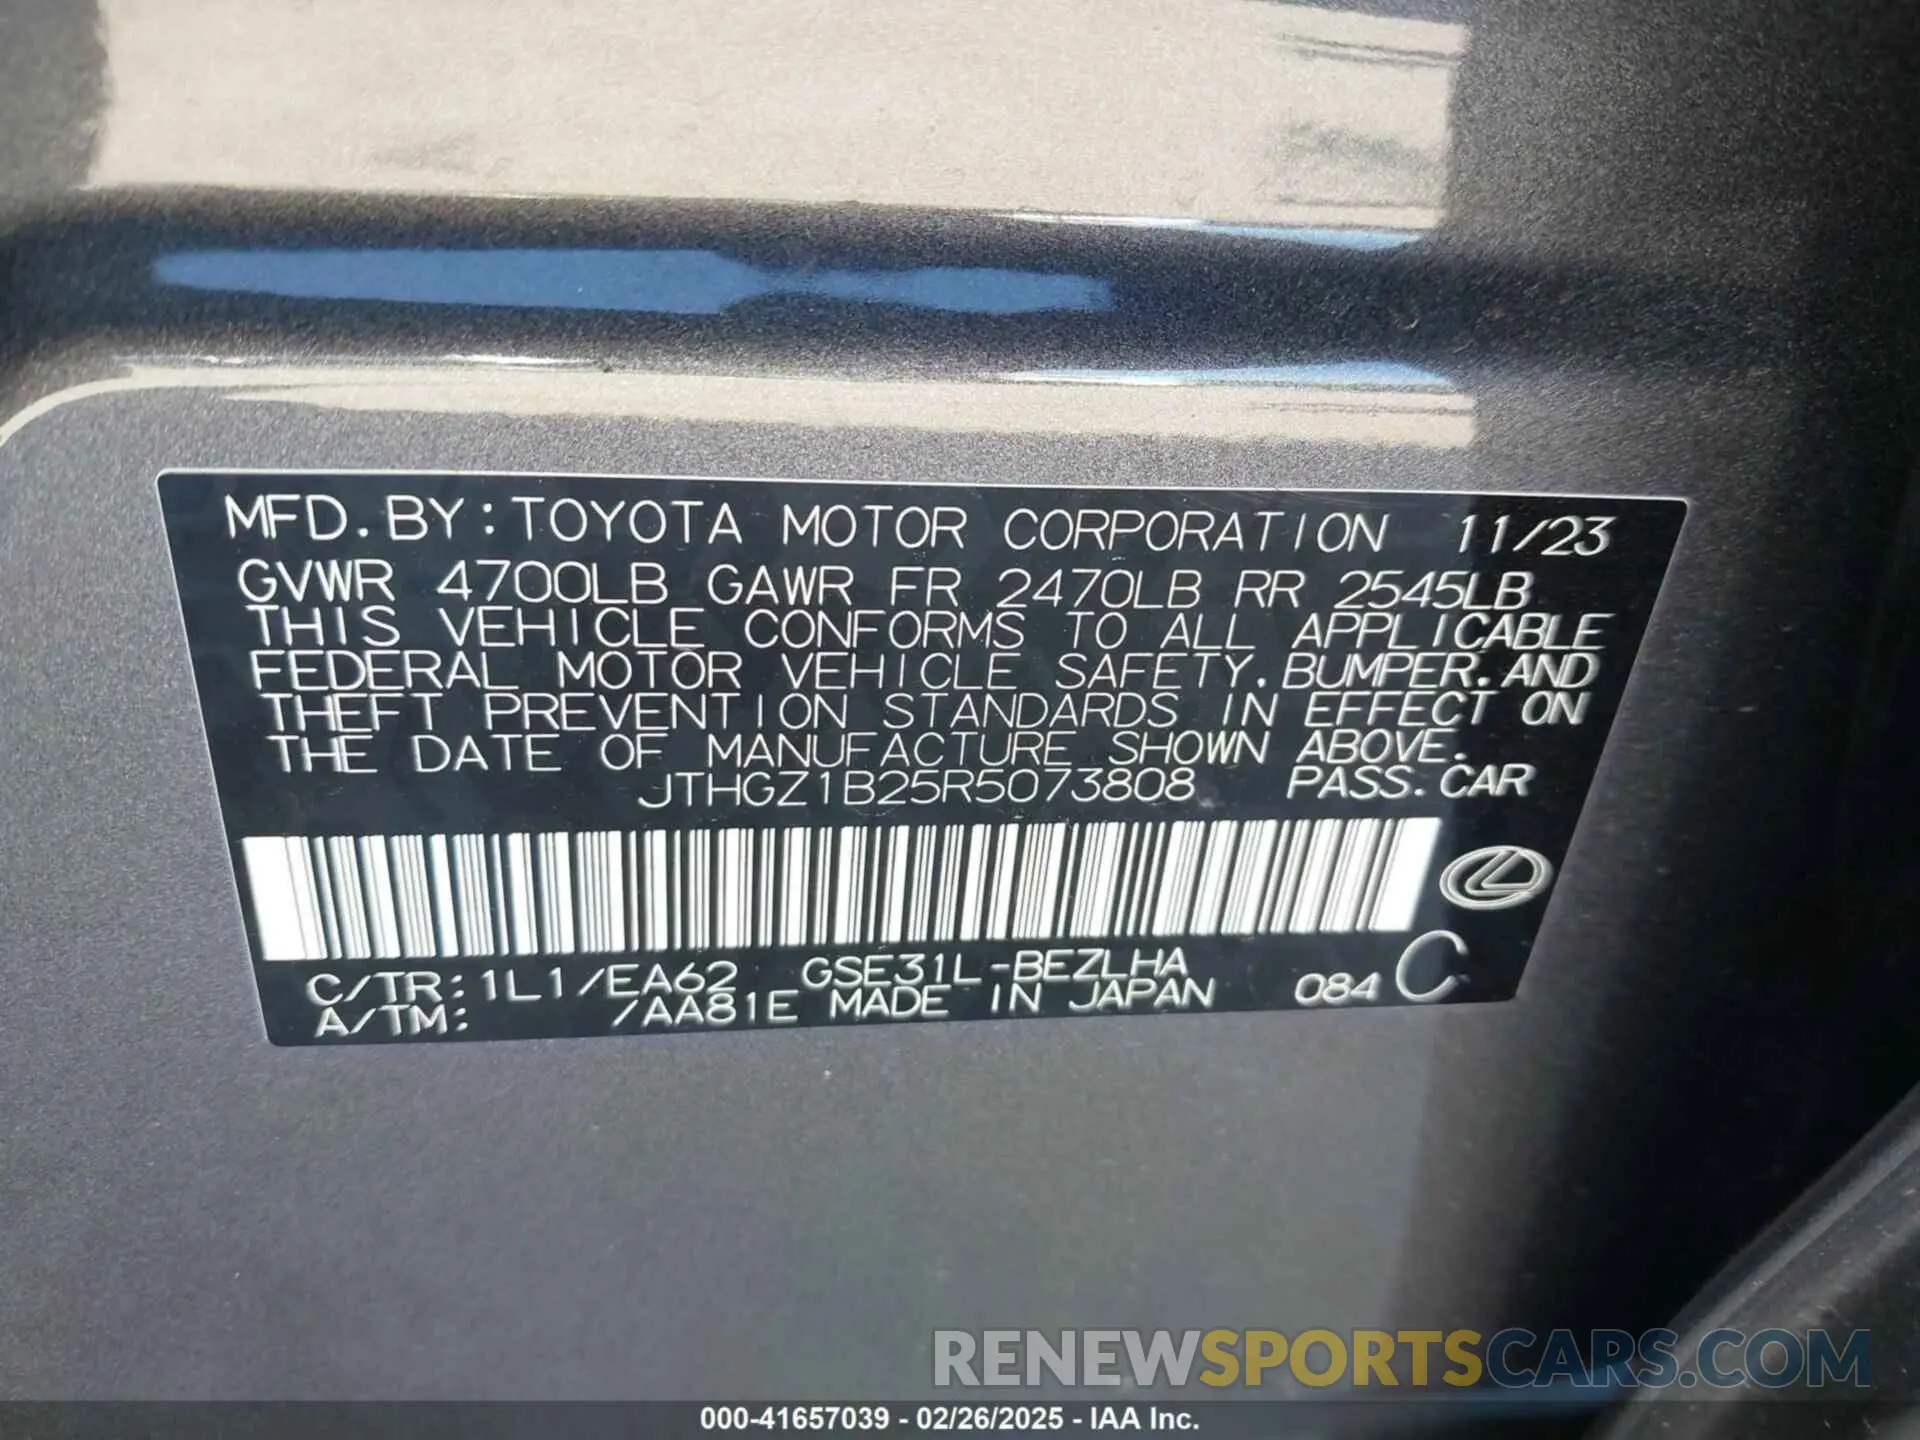 MFD. BY: TOYOTA MOTOR CORPORATION 11/23
GVWR 4700LB GAWR FR 2470LB RR 2545LB
THIS VEHICLE CONFORMS TO ALL APPLICABLE
FEDERAL MOTOR VEHICLE SAFETY. BUMPER. AND
THEFT PREVENTION STANDARDS IN EFFECT ON
THE DATE OF MANUFACTURE SHOWN ABOVE.
JTHGZ1B25R5073808 PASS. CAR
C/TR: 1L1/EA62 GSE31L-BEZLHA
A/TM: /AA81E MADE IN JAPAN 084 C
RENEWSPORTSCARS.COM
000-41657039 - 02/26/2025 - IAA Inc.